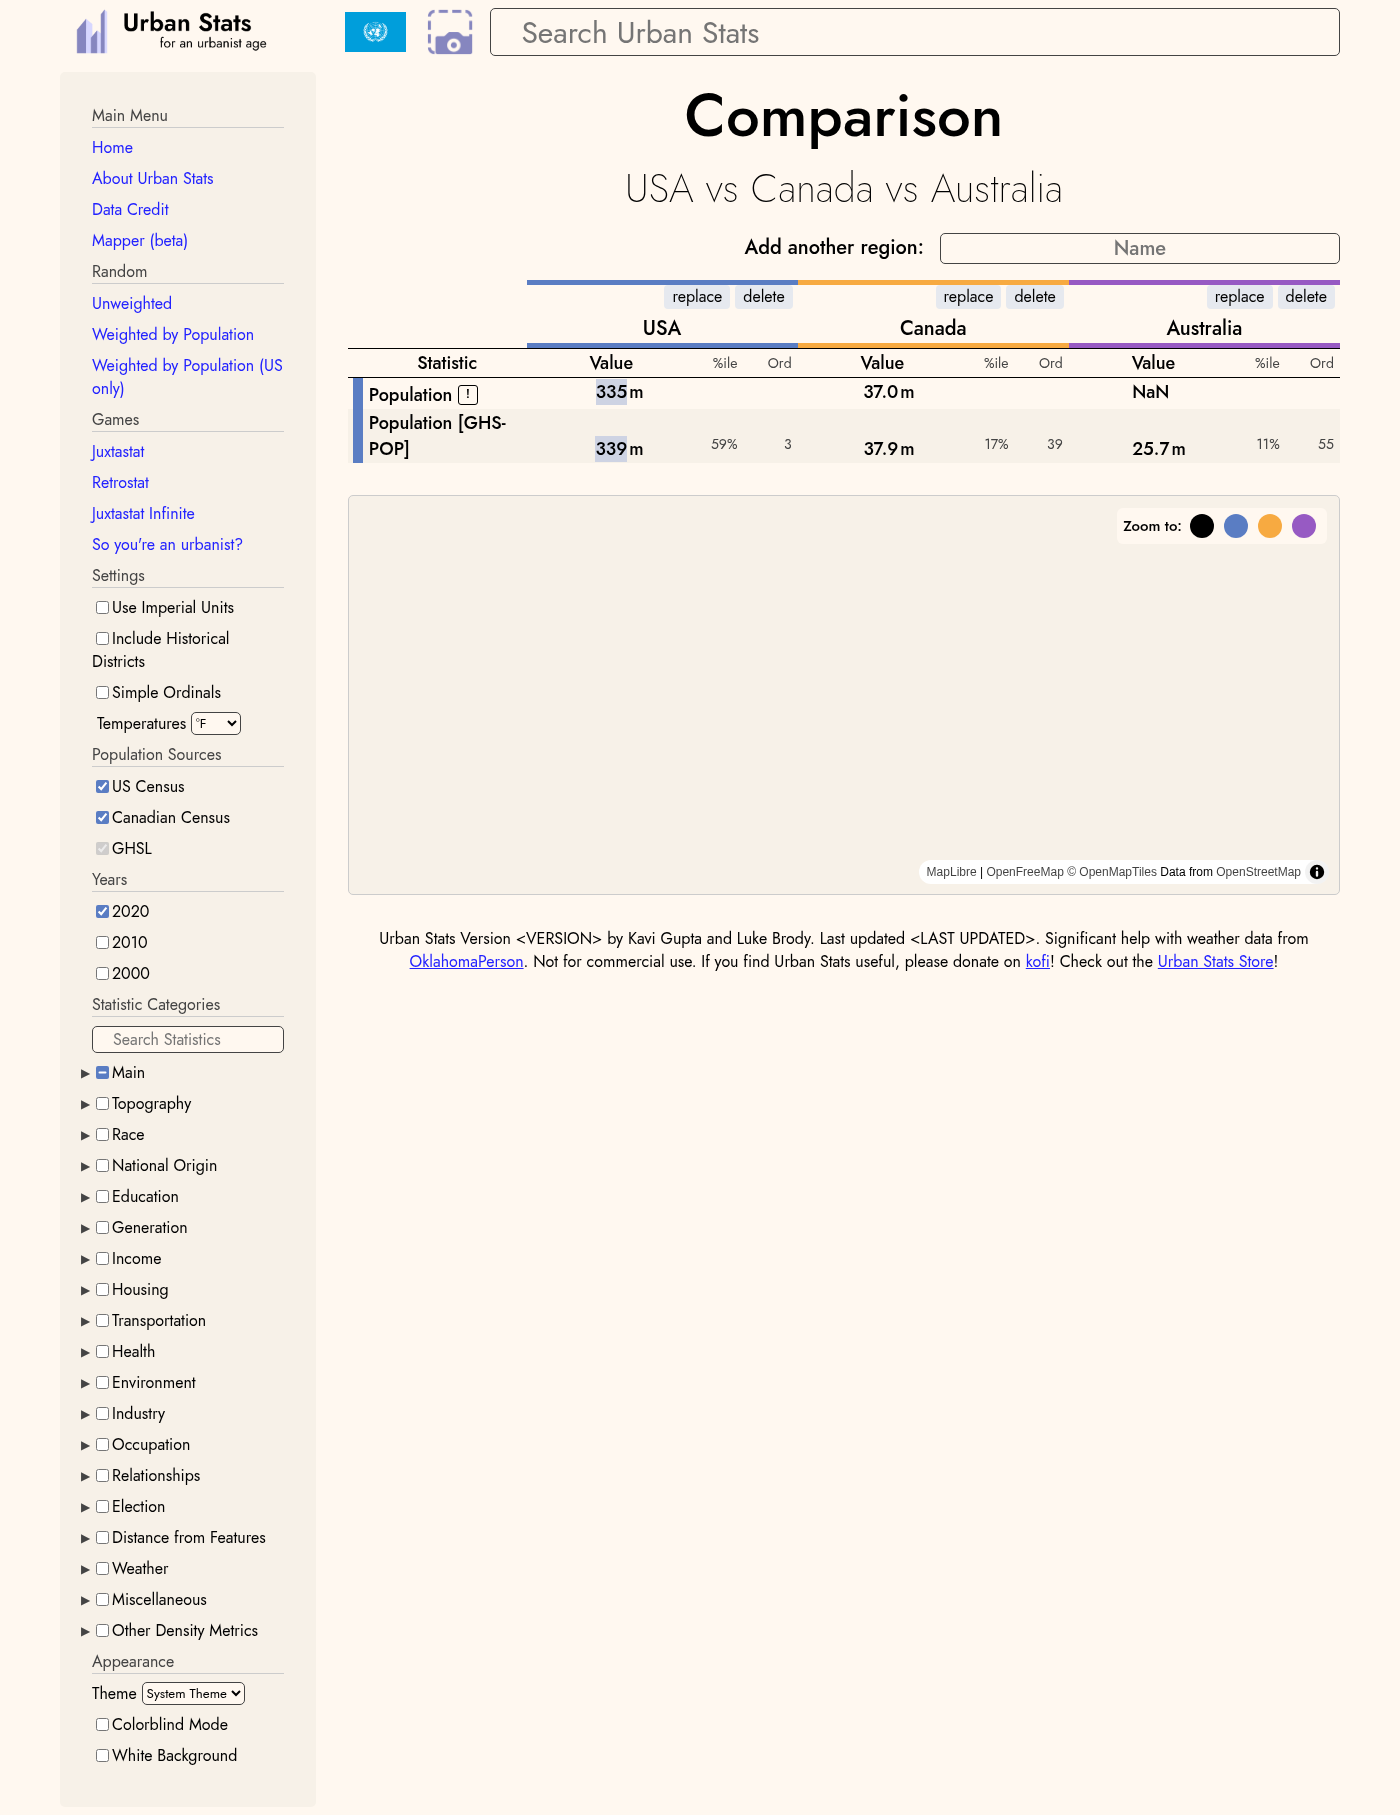 Urban Stats
for an urbanist age
Search Urban Stats
Main Menu
Home
About Urban Stats
Data Credit
Mapper (beta)
Random
Unweighted
Weighted by Population
Weighted by Population (US
only)
Games
Juxtastat
Retrostat
Juxtastat Infinite
So you're an urbanist?
Settings
Use Imperial Units
Include Historical
Districts
Simple Ordinals
Temperatures °F
Population Sources
US Census
Canadian Census
GHSL
Years
2020
2010
2000
Statistic Categories
Search Statistics
Main
Topography
Race
National Origin
Education
Generation
Income
Housing
Transportation
Health
Environment
Industry
Occupation
Relationships
Election
Distance from Features
Weather
Miscellaneous
Other Density Metrics
Appearance
Theme System Theme
Colorblind Mode
White Background
Comparison
USA vs Canada vs Australia
Add another region: Name
replace delete replace delete replace delete
USA Canada Australia
Statistic Value %ile Ord Value %ile Ord Value %ile Ord
Population ! 335 m 37.0 m NaN
Population [GHS-
POP] 339 m 59% 3 37.9 m 17% 39 25.7 m 11% 55
Zoom to:
MapLibre | OpenFreeMap © OpenMapTiles Data from OpenStreetMap
Urban Stats Version <VERSION> by Kavi Gupta and Luke Brody. Last updated <LAST UPDATED>. Significant help with weather data from
OklahomaPerson. Not for commercial use. If you find Urban Stats useful, please donate on kofi! Check out the Urban Stats Store!